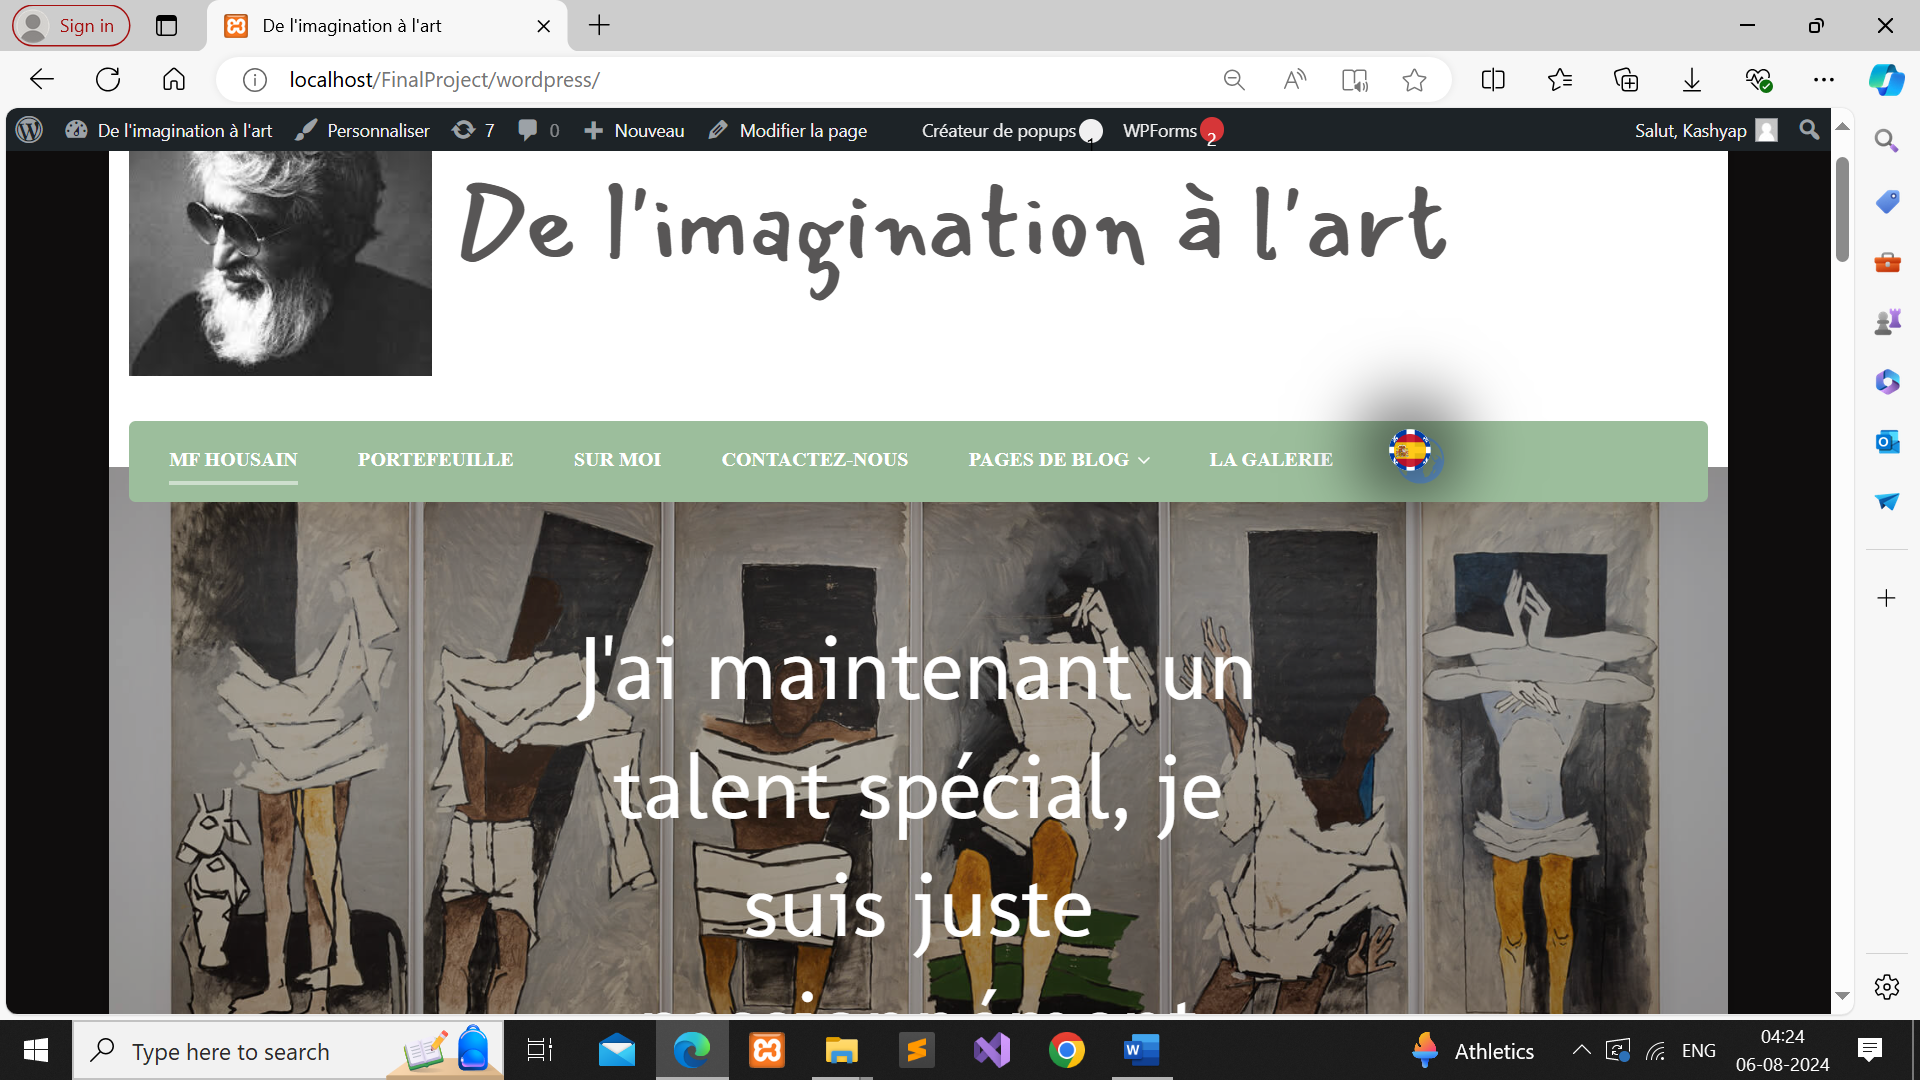 Sign in
De l'imagination à l'art
localhost/FinalProject/wordpress/
De l'imagination à l'art Personnaliser 7 0 Nouveau Modifier la page Créateur de popups 1 WPForms 2 Salut, Kashyap
De l'imagination à l'art
MF HOUSAIN PORTEFEUILLE SUR MOI CONTACTEZ-NOUS PAGES DE BLOG LA GALERIE
J'ai maintenant un
talent spécial, je
suis juste
Type here to search
Athletics
ENG
04:24
06-08-2024